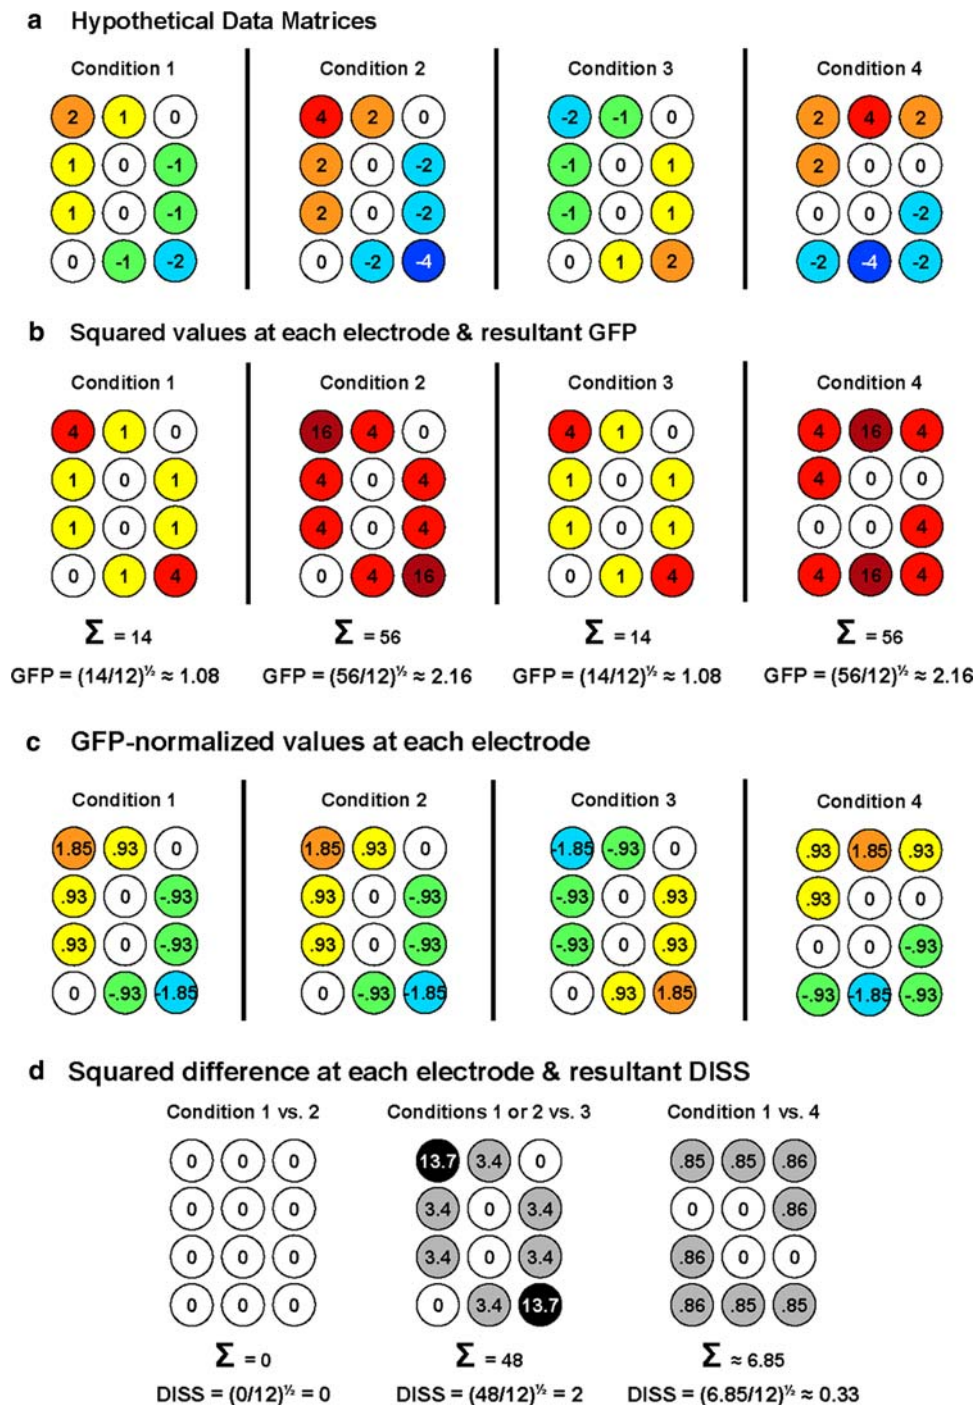 a Hypothetical Data Matrices
Condition 1 Condition 2 Condition 3 Condition 4
2 1 0 4 2 0 -2 -1 0 2 4 2
1 0 -1 2 0 -2 -1 0 1 2 0 0
1 0 -1 2 0 -2 -1 0 1 0 0 -2
0 -1 -2 0 -2 -4 0 1 2 -2 -4 -2
b Squared values at each electrode & resultant GFP
Condition 1 Condition 2 Condition 3 Condition 4
4 1 0 16 4 0 4 1 0 4 16 4
1 0 1 4 0 4 1 0 1 4 0 0
1 0 1 4 0 4 1 0 1 0 0 4
0 1 4 0 4 16 0 1 4 4 16 4
Σ = 14 Σ = 56 Σ = 14 Σ = 56
GFP = (14/12)^½ ≈ 1.08 GFP = (56/12)^½ ≈ 2.16 GFP = (14/12)^½ ≈ 1.08 GFP = (56/12)^½ ≈ 2.16
c GFP-normalized values at each electrode
Condition 1 Condition 2 Condition 3 Condition 4
1.85 .93 0 1.85 .93 0 -1.85 -.93 0 .93 1.85 .93
.93 0 -.93 .93 0 -.93 -.93 0 .93 .93 0 0
.93 0 -.93 .93 0 -.93 -.93 0 .93 0 0 -.93
0 -.93 -1.85 0 -.93 -1.85 0 .93 1.85 -.93 -1.85 -.93
d Squared difference at each electrode & resultant DISS
Condition 1 vs. 2 Conditions 1 or 2 vs. 3 Condition 1 vs. 4
0 0 0 13.7 3.4 0 .85 .85 .86
0 0 0 3.4 0 3.4 0 0 .86
0 0 0 3.4 0 3.4 .86 0 0
0 0 0 0 3.4 13.7 .86 .85 .85
Σ = 0 Σ = 48 Σ ≈ 6.85
DISS = (0/12)^½ = 0 DISS = (48/12)^½ = 2 DISS = (6.85/12)^½ ≈ 0.33